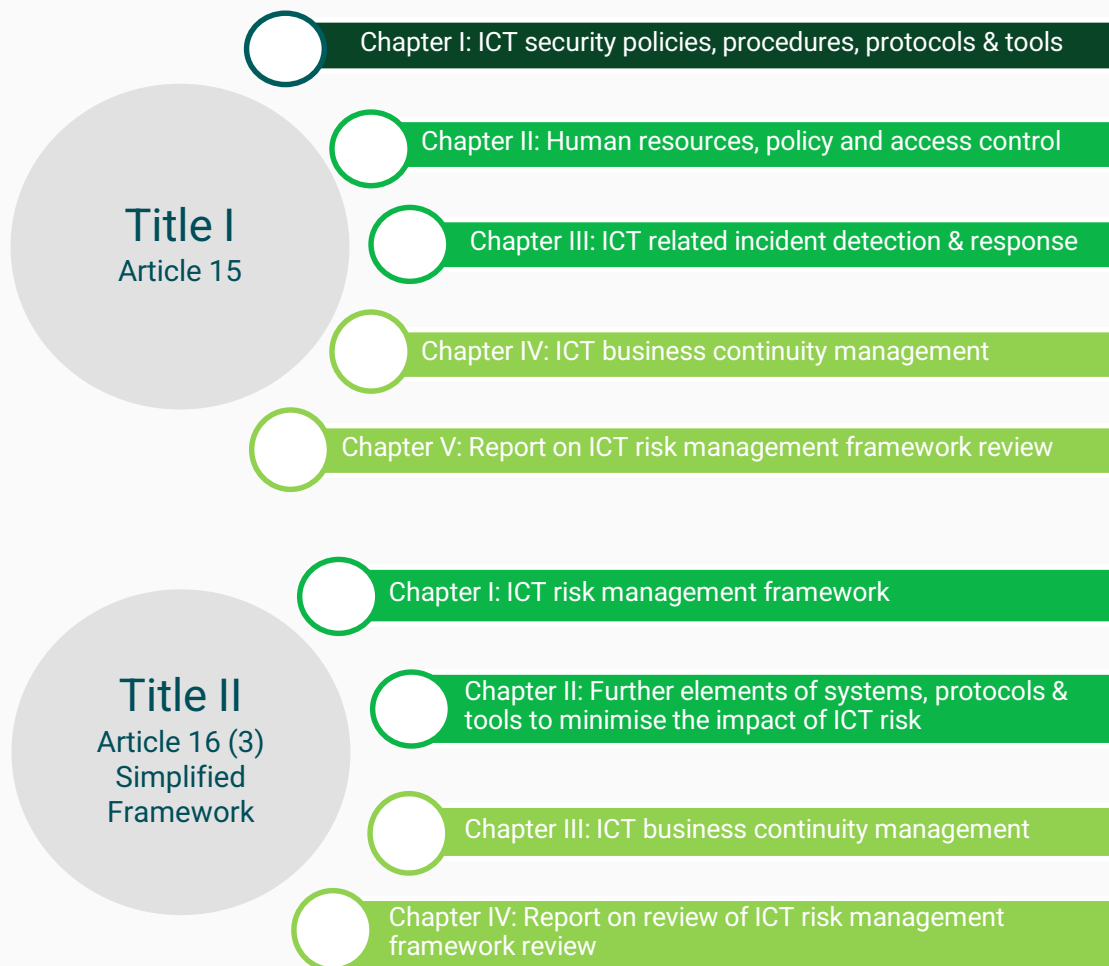 Chapter I: ICT security policies, procedures, protocols & tools
Chapter II: Human resources, policy and access control
Title I
Article 15
Chapter III: ICT related incident detection & response
Chapter IV: ICT business continuity management
Chapter V: Report on ICT risk management framework review
Chapter I: ICT risk management framework
Title II
Article 16 (3)
Simplified
Framework
Chapter II: Further elements of systems, protocols &
tools to minimise the impact of ICT risk
Chapter III: ICT business continuity management
Chapter IV: Report on review of ICT risk management
framework review